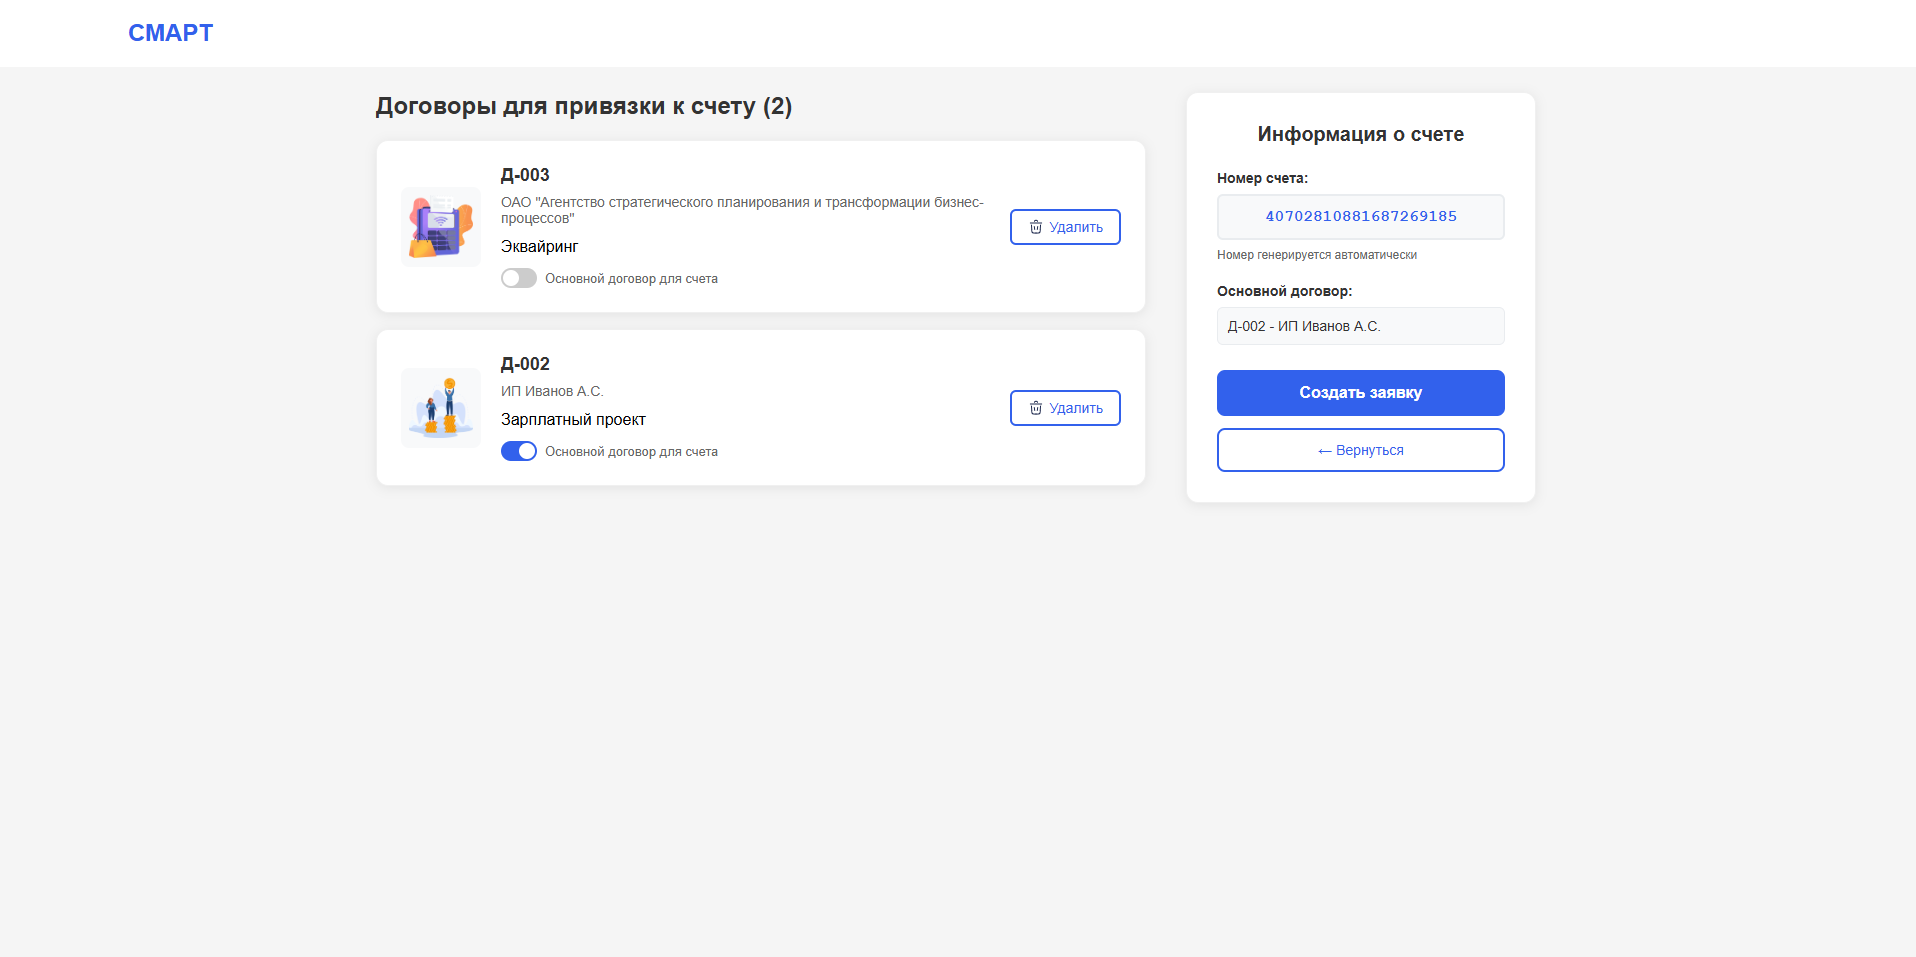 СМАРТ
Договоры для привязки к счету (2)
Д-003
ОАО "Агентство стратегического планирования и трансформации бизнес-
процессов"
Эквайринг
Основной договор для счета
Удалить
Д-002
ИП Иванов А.С.
Зарплатный проект
Основной договор для счета
Удалить
Информация о счете
Номер счета:
40702810881687269185
Номер генерируется автоматически
Основной договор:
Д-002 - ИП Иванов А.С.
Создать заявку
← Вернуться